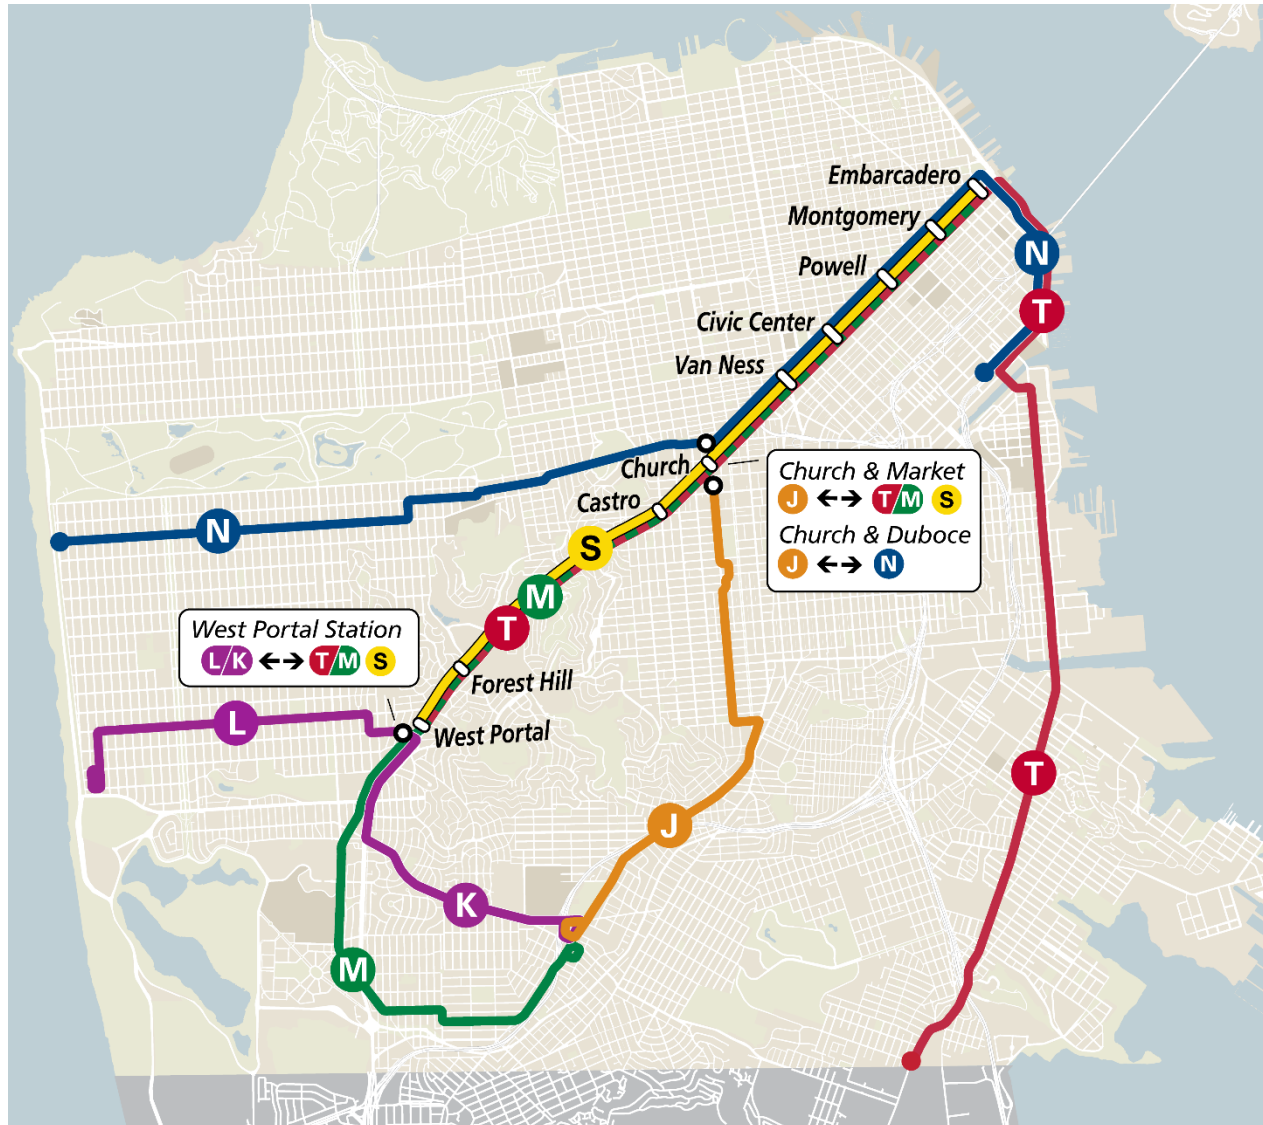 Embarcadero
Montgomery
N
Powell
T
Civic Center
Van Ness
Church
Church & Market
J ←→ T/M S
Castro
Church & Duboce
J ←→ N
N
S
M
T
West Portal Station
L/K ←→ T/M S
Forest Hill
L
West Portal
T
J
K
M